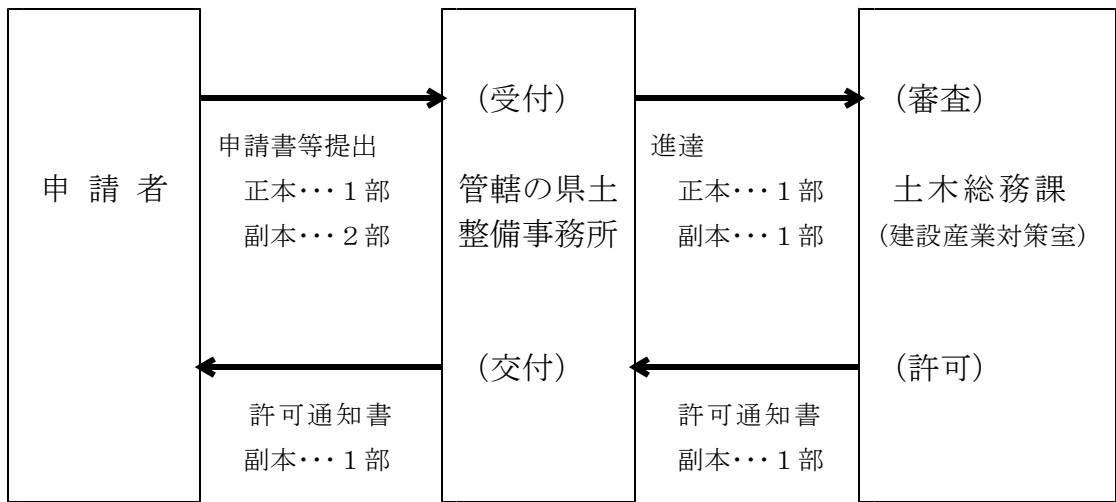 申請者
申請書等提出
正本･･･１部
副本･･･２部
許可通知書
副本･･･１部
（受付）
管轄の県土
整備事務所
（交付）
進達
正本･･･１部
副本･･･１部
許可通知書
副本･･･１部
（審査）
土木総務課
（建設産業対策室）
（許可）